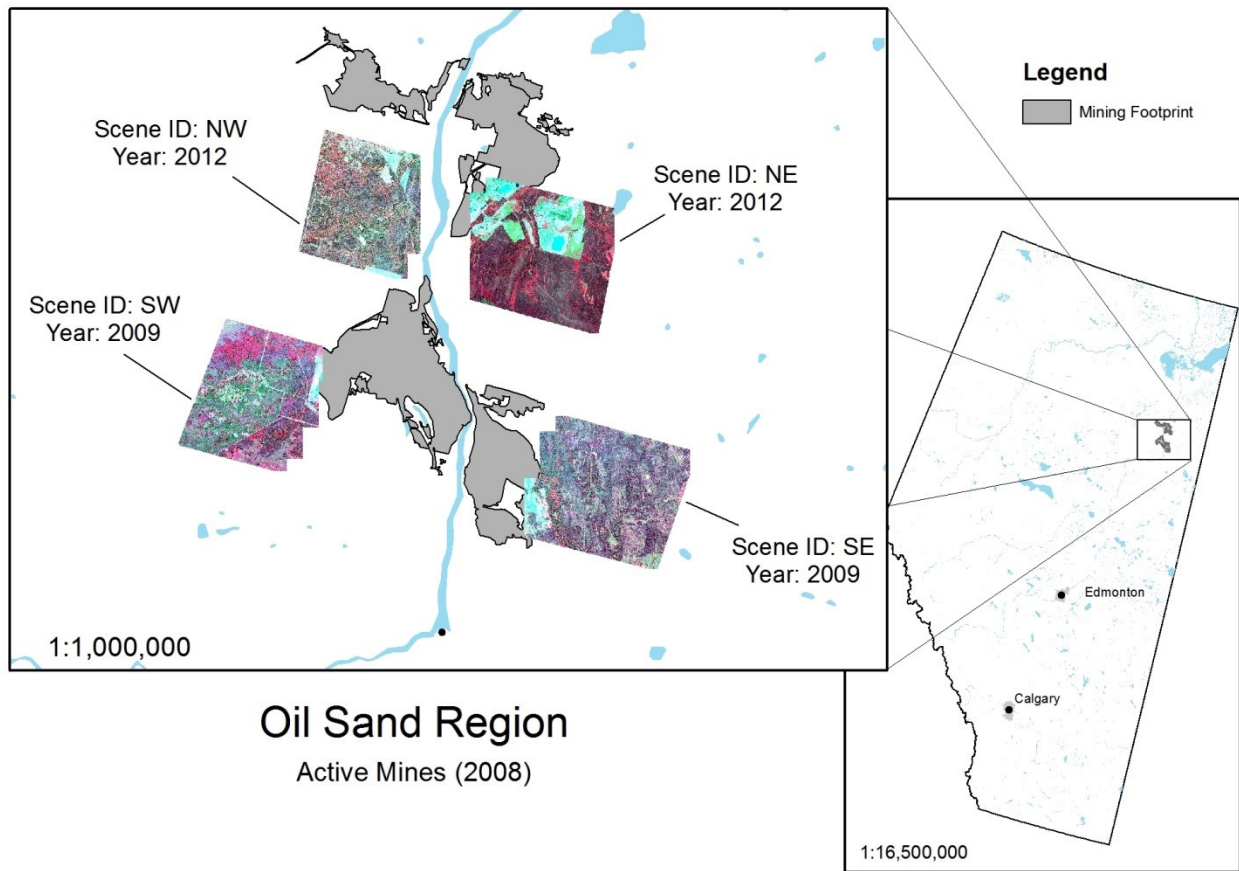 Legend
Mining Footprint
Scene ID: NW
Year: 2012
Scene ID: NE
Year: 2012
Scene ID: SW
Year: 2009
Scene ID: SE
Year: 2009
1:1,000,000
Edmonton
Calgary
1:16,500,000
Oil Sand Region
Active Mines (2008)